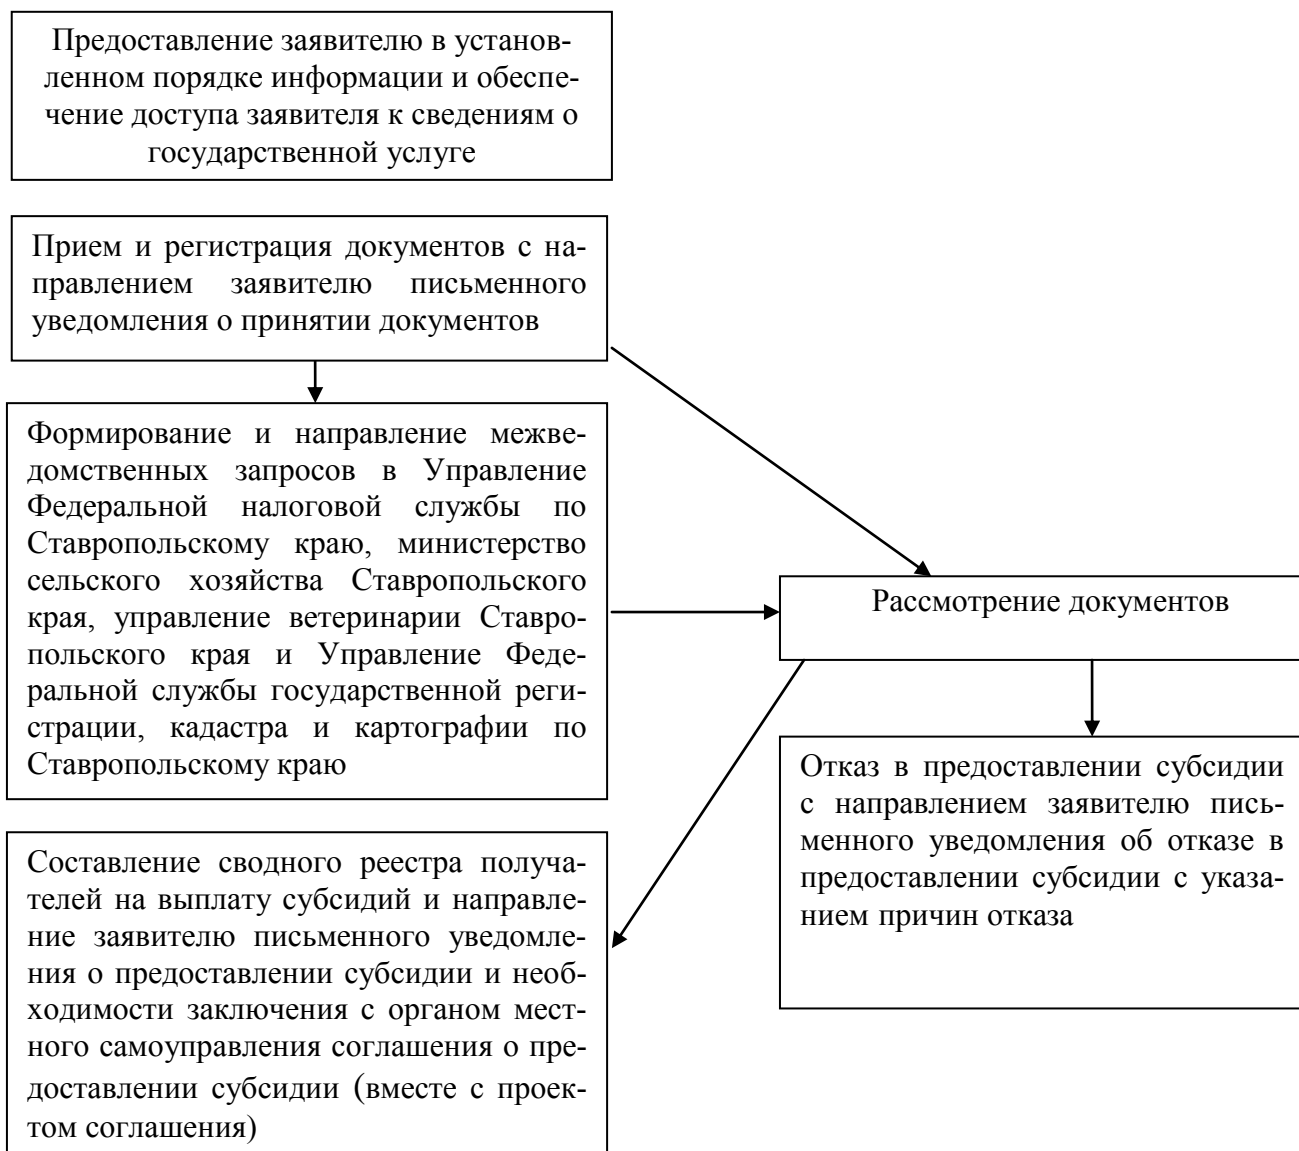 Предоставление заявителю в установ-
ленном порядке информации и обеспе-
чение доступа заявителя к сведениям о
государственной услуге
Прием и регистрация документов с на-
правлением заявителю письменного
уведомления о принятии документов
Формирование и направление межве-
домственных запросов в Управление
Федеральной налоговой службы по
Ставропольскому краю, министерство
сельского хозяйства Ставропольского
края, управление ветеринарии Ставро-
польского края и Управление Феде-
ральной службы государственной реги-
страции, кадастра и картографии по
Ставропольскому краю
Рассмотрение документов
Отказ в предоставлении субсидии
с направлением заявителю пись-
менного уведомления об отказе в
предоставлении субсидии с указа-
нием причин отказа
Составление сводного реестра получа-
телей на выплату субсидий и направле-
ние заявителю письменного уведомле-
ния о предоставлении субсидии и необ-
ходимости заключения с органом мест-
ного самоуправления соглашения о пре-
доставлении субсидии (вместе с проек-
том соглашения)